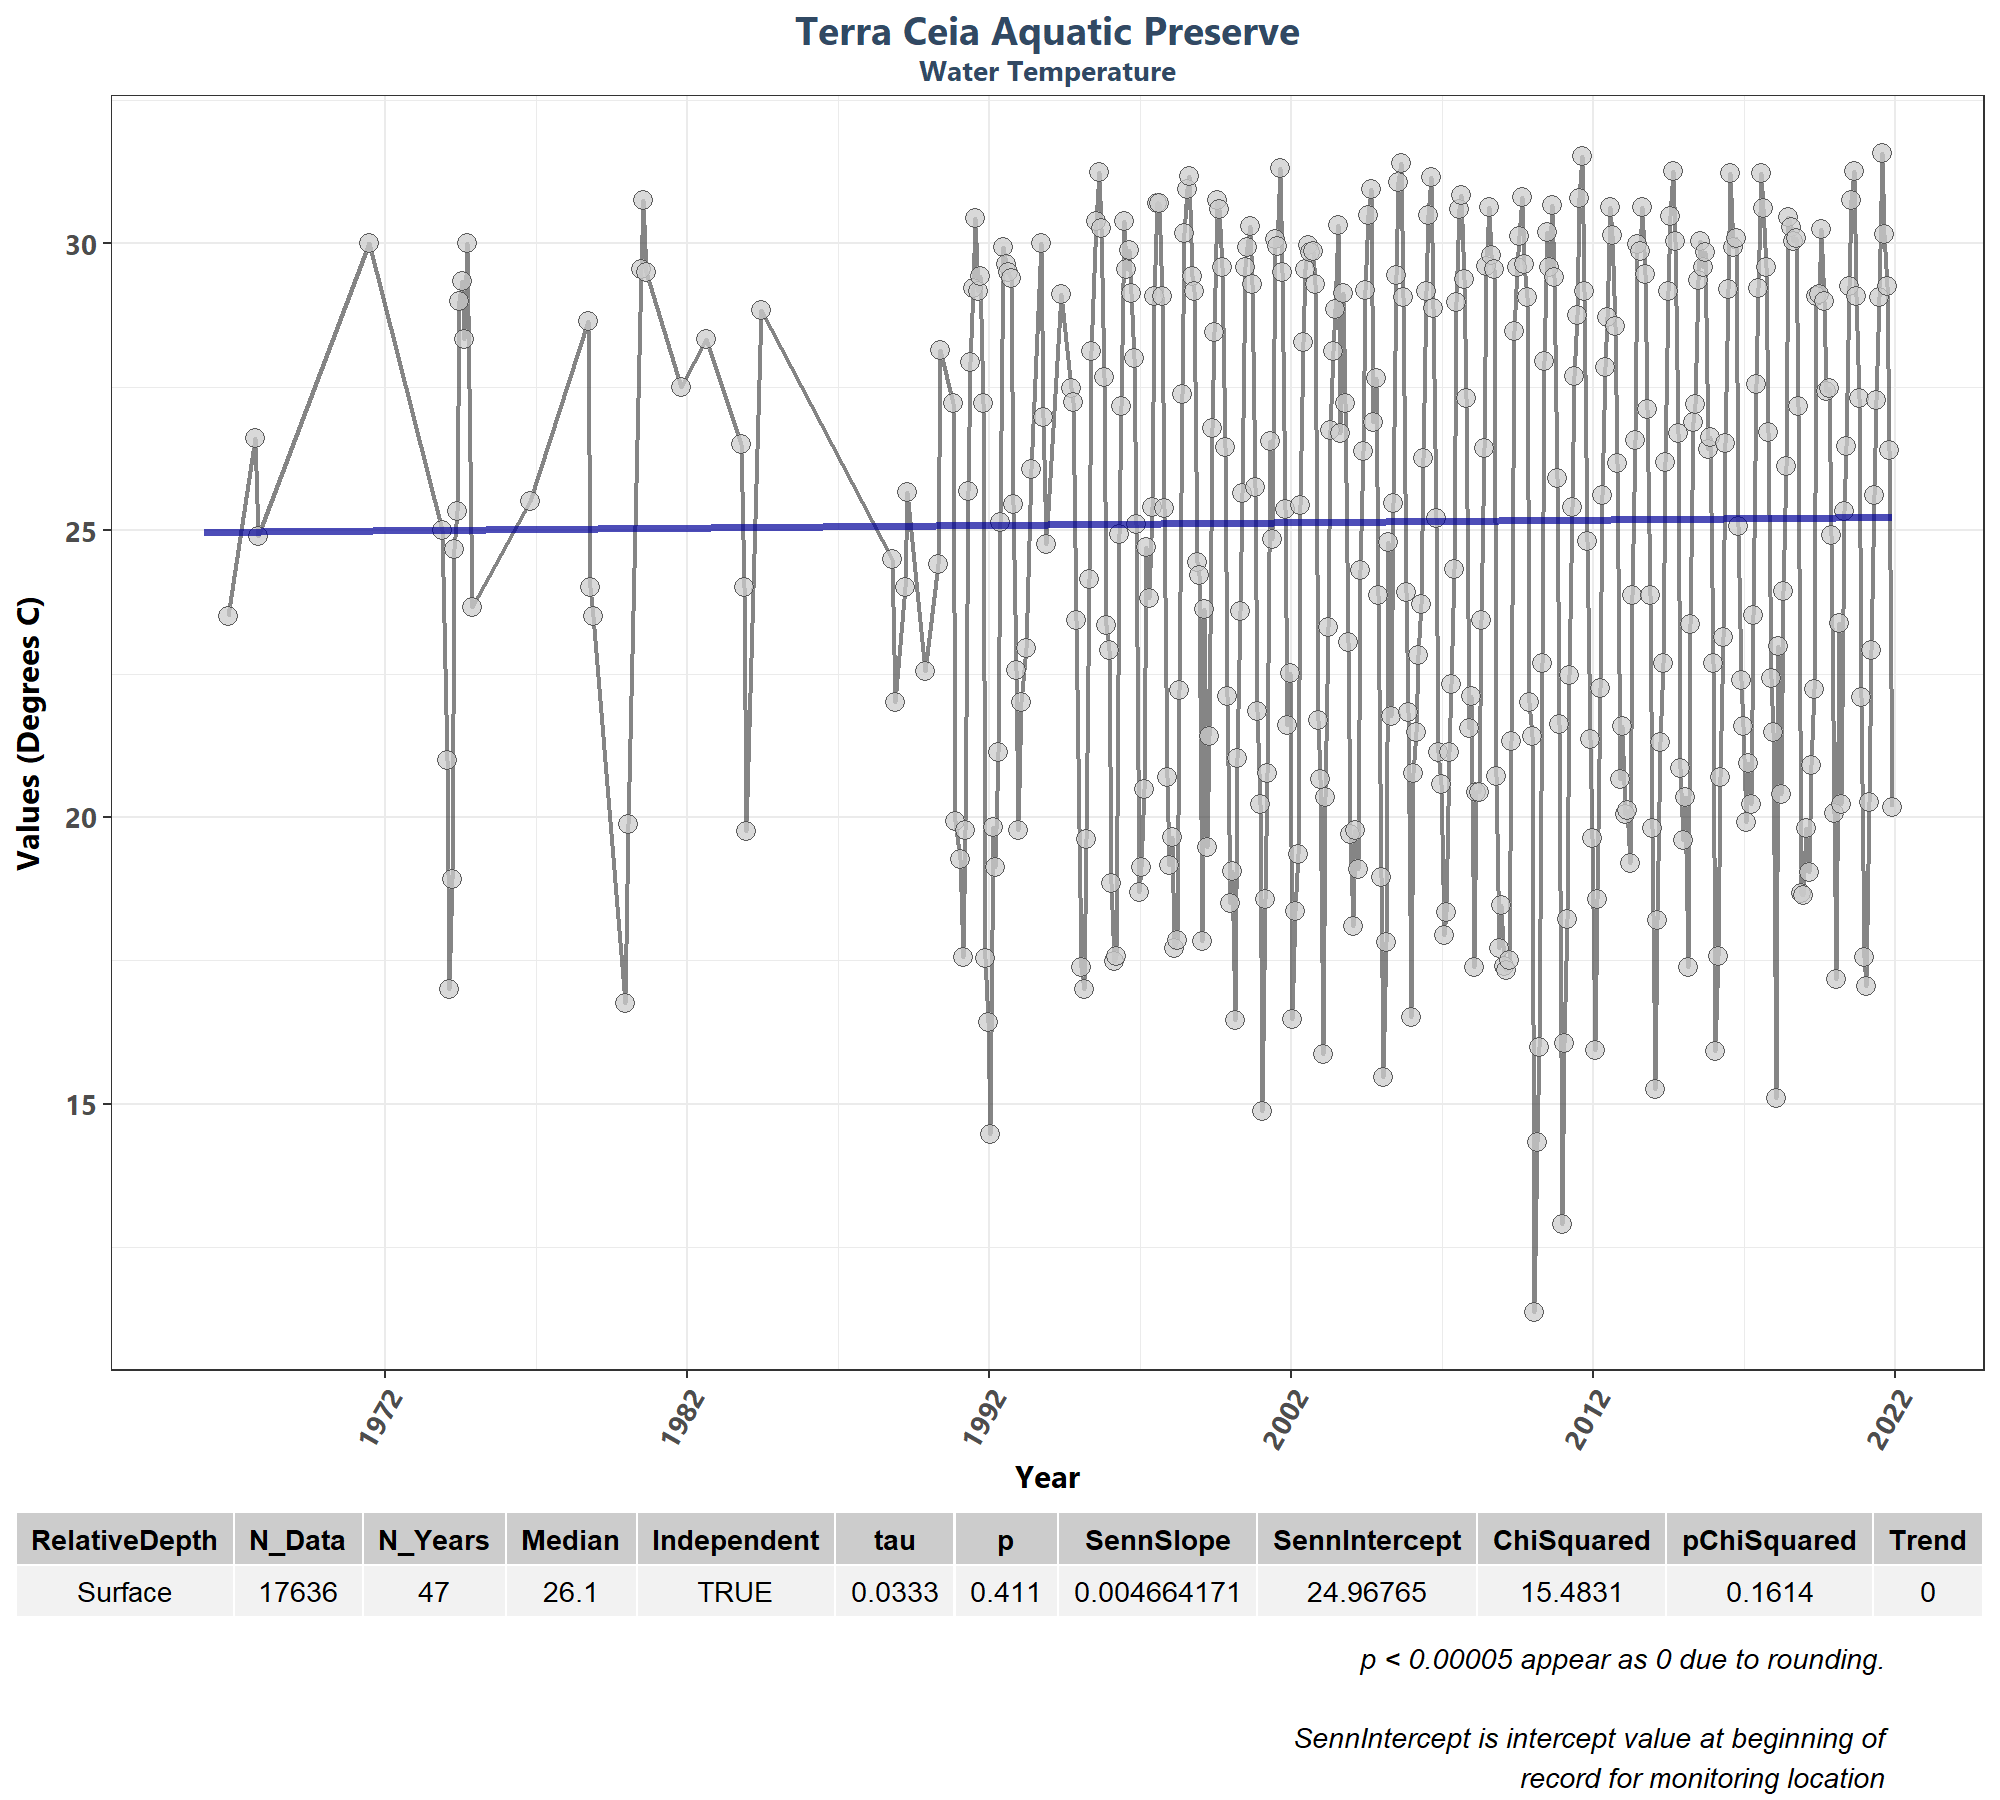 Terra Ceia Aquatic Preserve
Water Temperature
Values (Degrees C)
30
25
20
15
1972
1982
1992
2002
2012
2022
Year
RelativeDepth N_Data N_Years Median Independent tau p SennSlope SennIntercept ChiSquared pChiSquared Trend
Surface 17636 47 26.1 TRUE 0.0333 0.411 0.004664171 24.96765 15.4831 0.1614 0
p < 0.00005 appear as 0 due to rounding.
SennIntercept is intercept value at beginning of
record for monitoring location